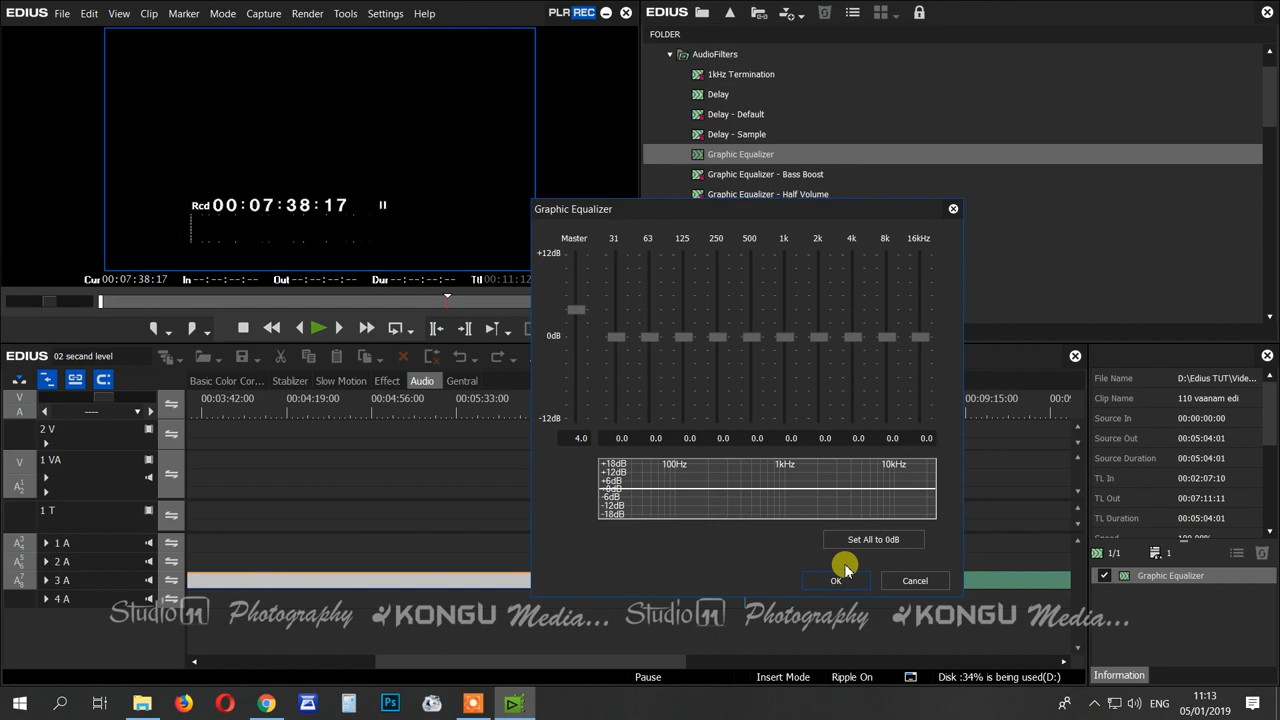 EDIUS File Edit View Clip Marker Mode Capture Render Tools Settings Help PLR REC
EDIUS
FOLDER
AudioFilters
1kHz Termination
Delay
Delay - Default
Delay - Sample
Graphic Equalizer
Graphic Equalizer - Bass Boost
Graphic Equalizer - Half Volume
Rcd 00:07:38:17
Cur 00:07:38:17 In --:--:--:-- Out --:--:--:-- Dur --:--:--:-- Ttl 00:11:12
Graphic Equalizer
Master 31 63 125 250 500 1k 2k 4k 8k 16kHz
+12dB
0dB
-12dB
4.0 0.0 0.0 0.0 0.0 0.0 0.0 0.0 0.0 0.0 0.0
+18dB 100Hz 1kHz 10kHz
+12dB
+6dB
-6dB
-12dB
-18dB
Set All to 0dB
OK Cancel
EDIUS 02 second level
Basic Color Cor... Stablizer Slow Motion Effect Audio Gentral
V
A
----
00:03:42:00 00:04:19:00 00:04:56:00 00:05:33:00 00:09:15:00
2 V
V
A12
1 VA
1 T
1 A
2 A
3 A
4 A
File Name D:\Edius TUT\Vide...
Clip Name 110 vaanam edi
Source In 00:00:00:00
Source Out 00:05:04:01
Source Duration 00:05:04:01
TL In 00:02:07:10
TL Out 00:07:11:11
TL Duration 00:05:04:01
1/1 1
Graphic Equalizer
Information
Studio 11 Photography KONGU Media... Studio 11 Photography KONGU Media...
Pause Insert Mode Ripple On Disk :34% is being used(D:)
Ps ENG
11:13
05/01/2019